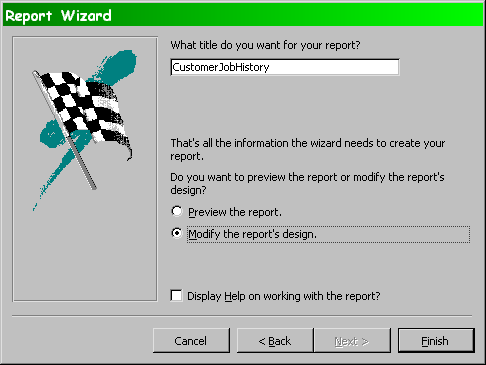 Report Wizard
What title do you want for your report?
CustomerJobHistory
That's all the information the wizard needs to create your
report.
Do you want to preview the report or modify the report's
design?
Preview the report.
Modify the report's design.
Display Help on working with the report?
Cancel
< Back
Next >
Finish